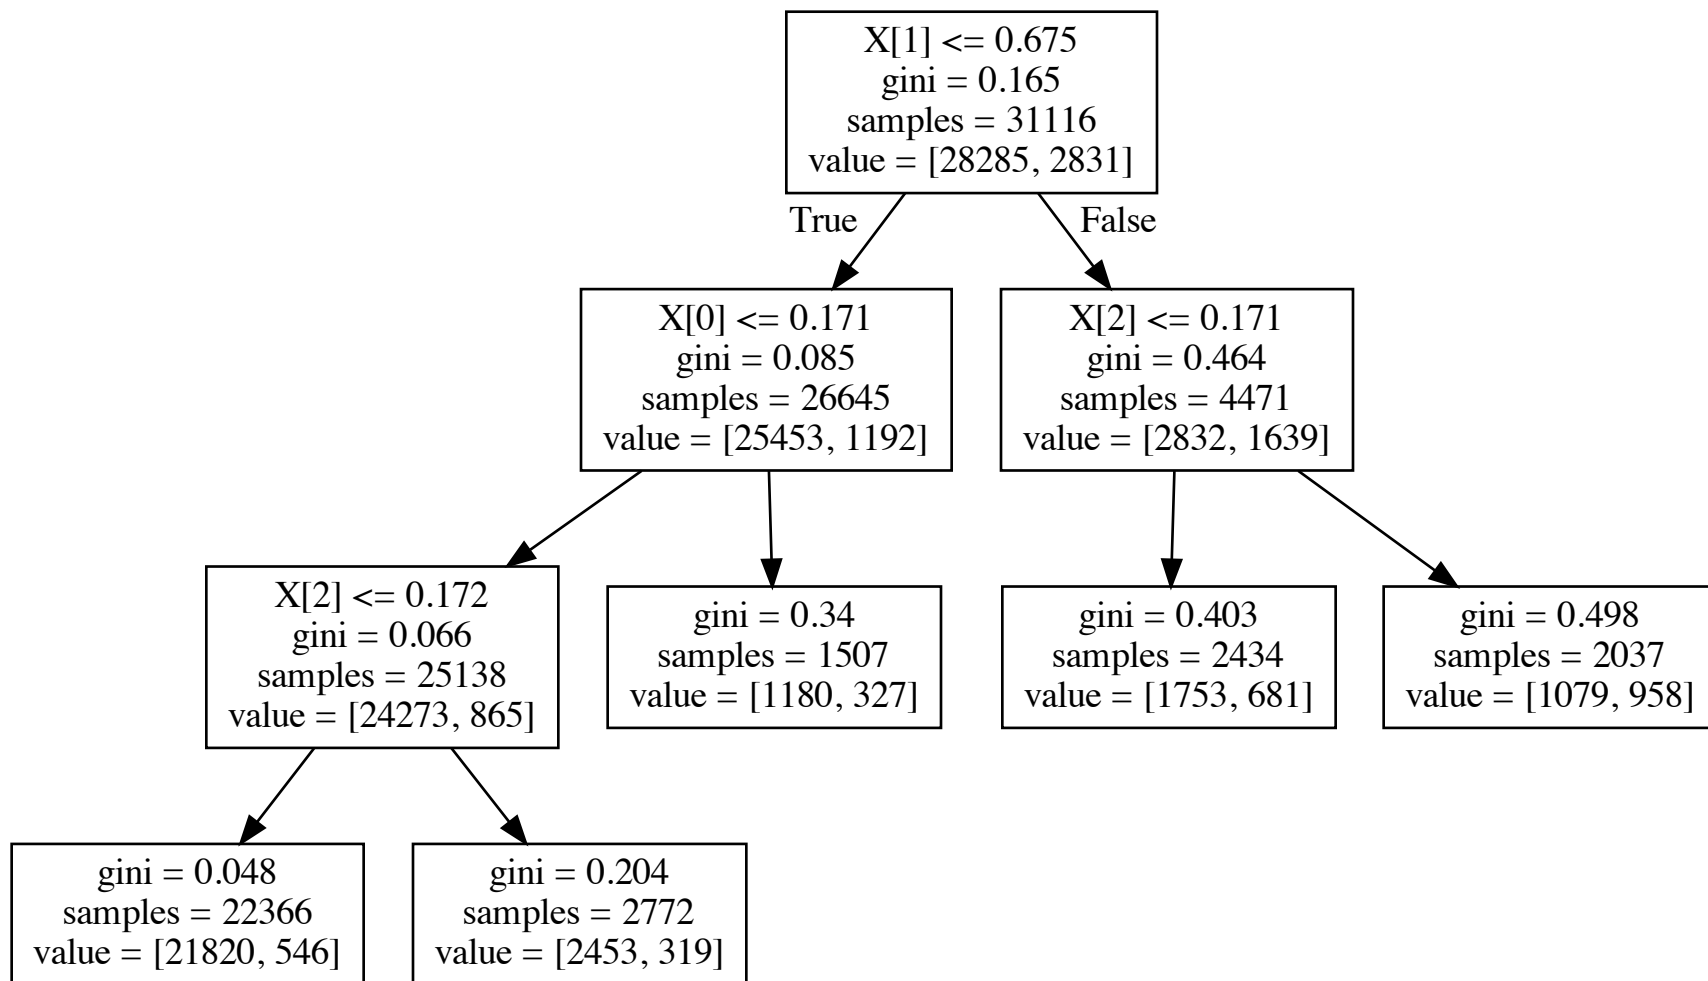 X[1] <= 0.675
gini = 0.165
samples = 31116
value = [28285, 2831]
True
False
X[0] <= 0.171
gini = 0.085
samples = 26645
value = [25453, 1192]
X[2] <= 0.171
gini = 0.464
samples = 4471
value = [2832, 1639]
X[2] <= 0.172
gini = 0.066
samples = 25138
value = [24273, 865]
gini = 0.34
samples = 1507
value = [1180, 327]
gini = 0.403
samples = 2434
value = [1753, 681]
gini = 0.498
samples = 2037
value = [1079, 958]
gini = 0.048
samples = 22366
value = [21820, 546]
gini = 0.204
samples = 2772
value = [2453, 319]